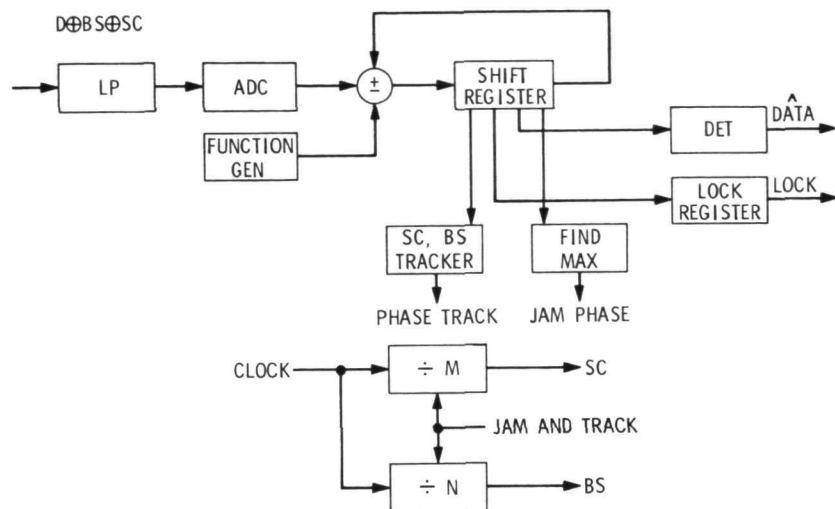 D⊕BS⊕SC
LP
ADC
±
SHIFT
REGISTER
FUNCTION
GEN
DET
^
DATA
LOCK
REGISTER
LOCK
SC, BS
TRACKER
FIND
MAX
PHASE TRACK
JAM PHASE
CLOCK
÷ M
SC
JAM AND TRACK
÷ N
BS